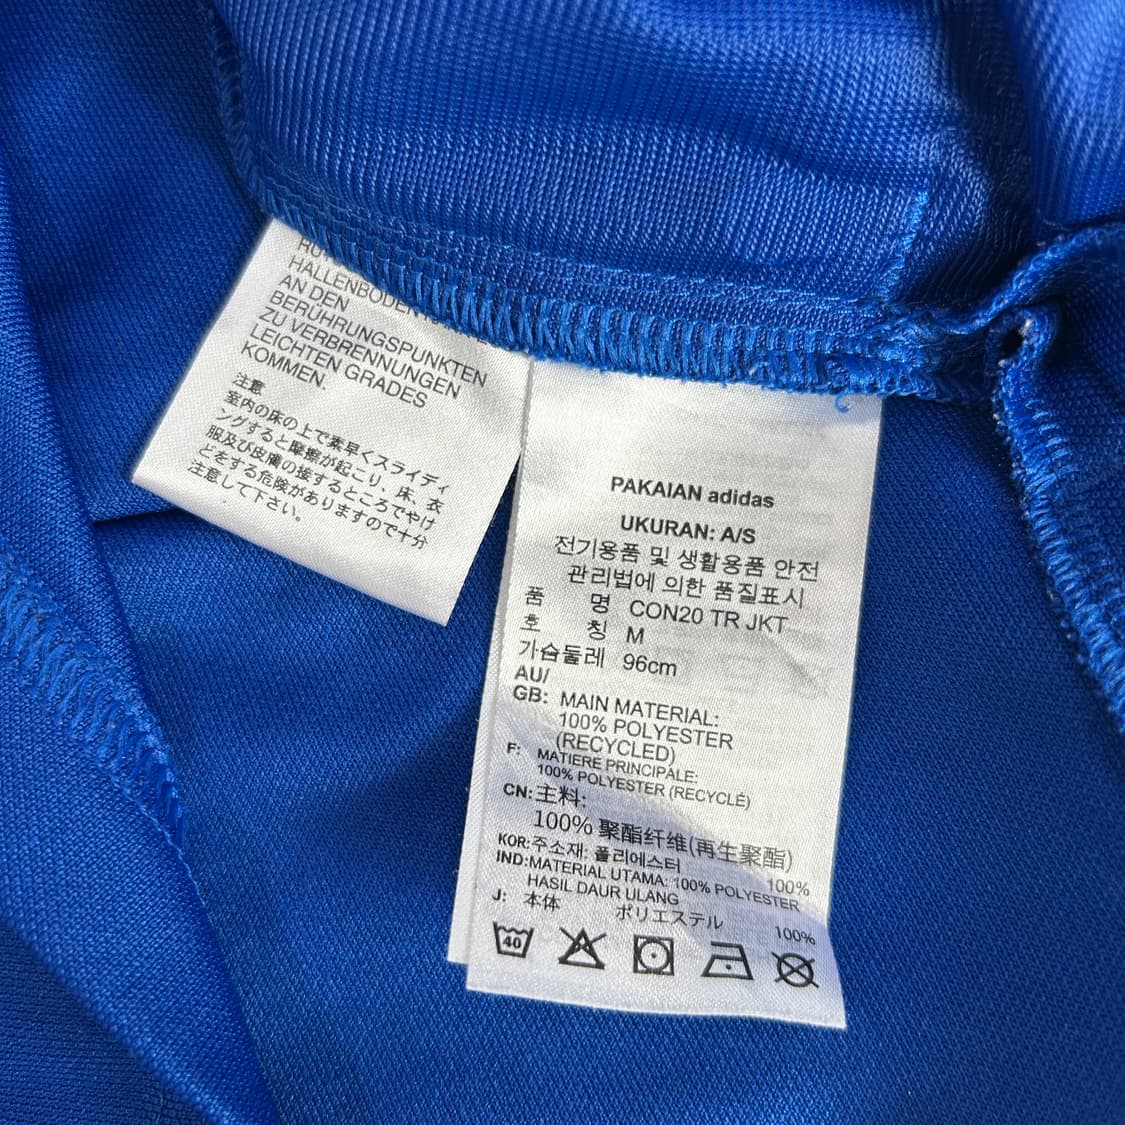 HALLENBODEN
AN DEN
BERÜHRUNGSPUNKTEN
ZU VERBRENNUNGEN
LEICHTEN GRADES
KOMMEN.
注意
室内の床の上で素早くスライディ
ングすると摩擦が起こり、床、衣
服及び皮膚の接するところでやけ
どをする危険がありますので十分
注意して下さい。
PAKAIAN adidas
UKURAN: A/S
전기용품 및 생활용품 안전
관리법에 의한 품질표시
품 명 CON20 TR JKT
호 칭 M
가슴둘레 96cm
AU/
GB: MAIN MATERIAL:
100% POLYESTER
(RECYCLED)
F: MATIERE PRINCIPALE:
100% POLYESTER (RECYCLÉ)
CN: 主料:
100% 聚酯纤维(再生聚酯)
KOR: 주소재: 폴리에스터 100%
IND: MATERIAL UTAMA: 100% POLYESTER
HASIL DAUR ULANG
J: 本体 ポリエステル 100%
40